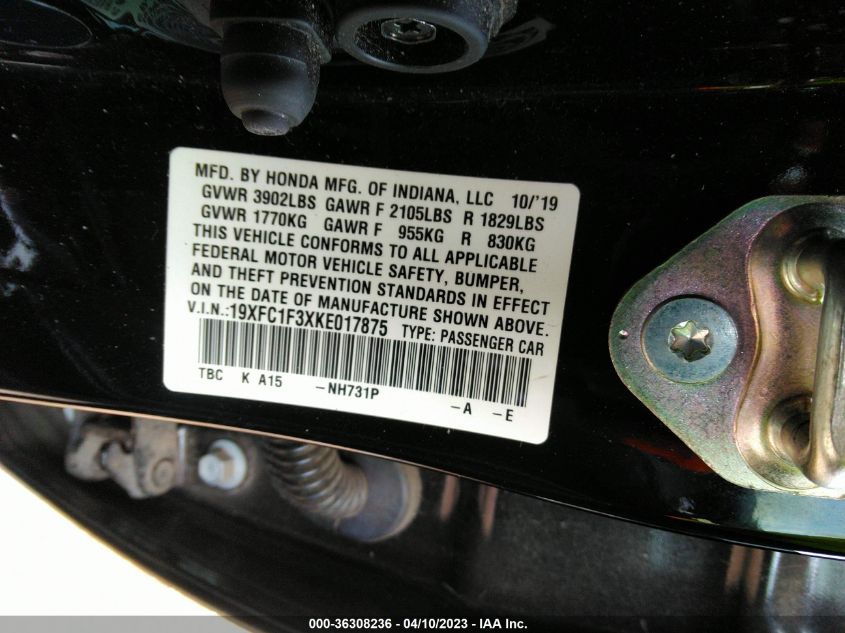 MFD. BY HONDA MFG. OF INDIANA, LLC 10/'19
GVWR 3902LBS GAWR F 2105LBS R 1829LBS
GVWR 1770KG GAWR F 955KG R 830KG
THIS VEHICLE CONFORMS TO ALL APPLICABLE
FEDERAL MOTOR VEHICLE SAFETY, BUMPER,
AND THEFT PREVENTION STANDARDS IN EFFECT
ON THE DATE OF MANUFACTURE SHOWN ABOVE.
V.I.N.:19XFC1F3XKE017875 TYPE: PASSENGER CAR
TBC K A15 -NH731P -A -E
000-36308236 - 04/10/2023 - IAA Inc.